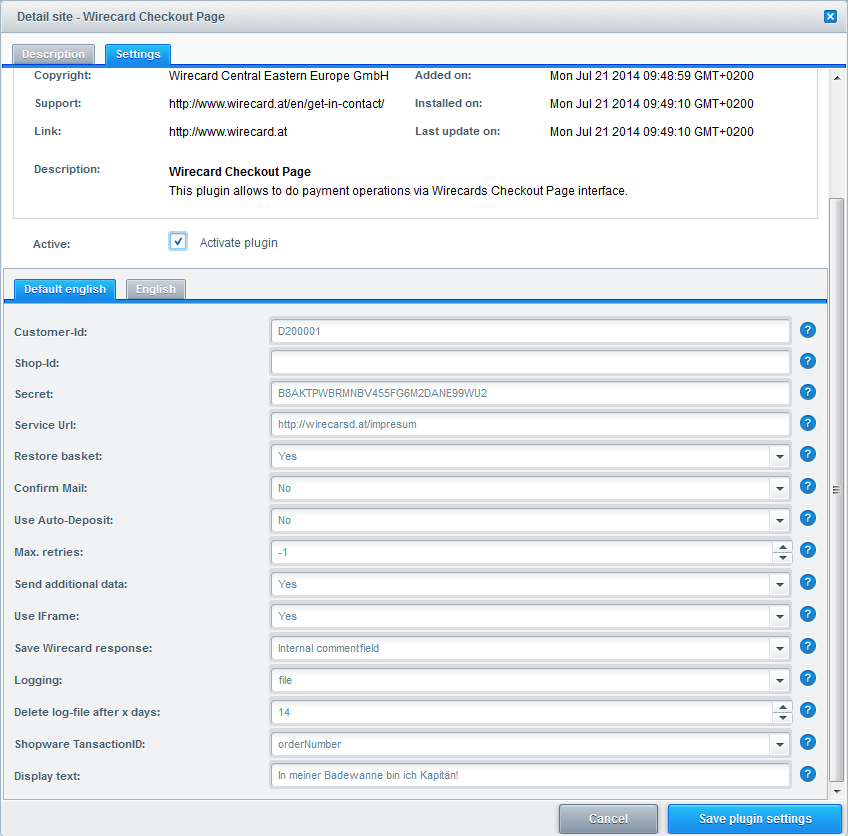 Detail site - Wirecard Checkout Page
Description Settings
Copyright: Wirecard Central Eastern Europe GmbH Added on: Mon Jul 21 2014 09:48:59 GMT+0200
Support: http://www.wirecard.at/en/get-in-contact/ Installed on: Mon Jul 21 2014 09:49:10 GMT+0200
Link: http://www.wirecard.at Last update on: Mon Jul 21 2014 09:49:10 GMT+0200
Description: Wirecard Checkout Page
This plugin allows to do payment operations via Wirecards Checkout Page interface.
Active: Activate plugin
Default english English
Customer-Id: D200001 ?
Shop-Id: ?
Secret: B8AKTPWBRMNBV455FG6M2DANE99WU2 ?
Service Url: http://wirecarsd.at/impresum ?
Restore basket: Yes ?
Confirm Mail: No ?
Use Auto-Deposit: No ?
Max. retries: -1 ?
Send additional data: Yes ?
Use IFrame: Yes ?
Save Wirecard response: Internal commentfield ?
Logging: file ?
Delete log-file after x days: 14 ?
Shopware TansactionID: orderNumber ?
Display text: In meiner Badewanne bin ich Kapitän! ?
Cancel Save plugin settings